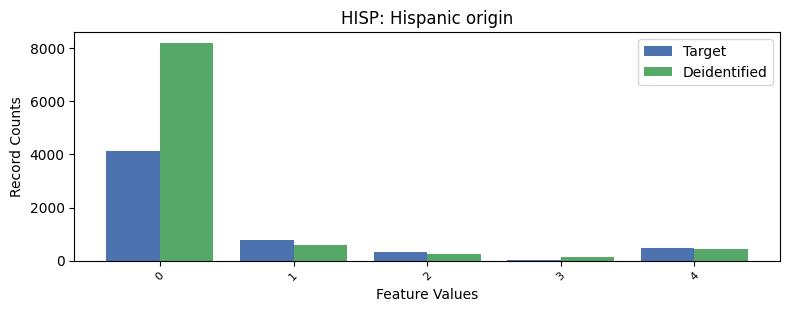 HISP: Hispanic origin
Target
Deidentified
Record Counts
8000
6000
4000
2000
0
0 1 2 3 4
Feature Values